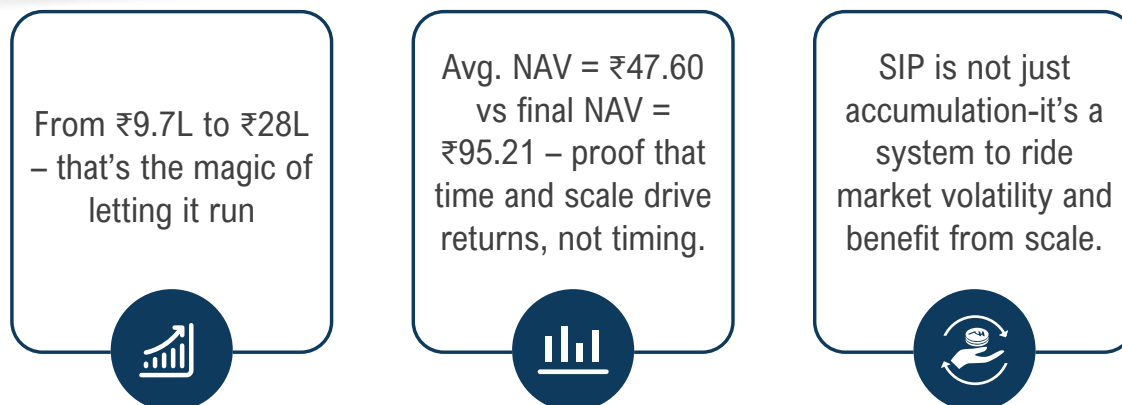 From ₹9.7L to ₹28L
– that's the magic of
letting it run
Avg. NAV = ₹47.60
vs final NAV =
₹95.21 – proof that
time and scale drive
returns, not timing.
SIP is not just
accumulation-it's a
system to ride
market volatility and
benefit from scale.